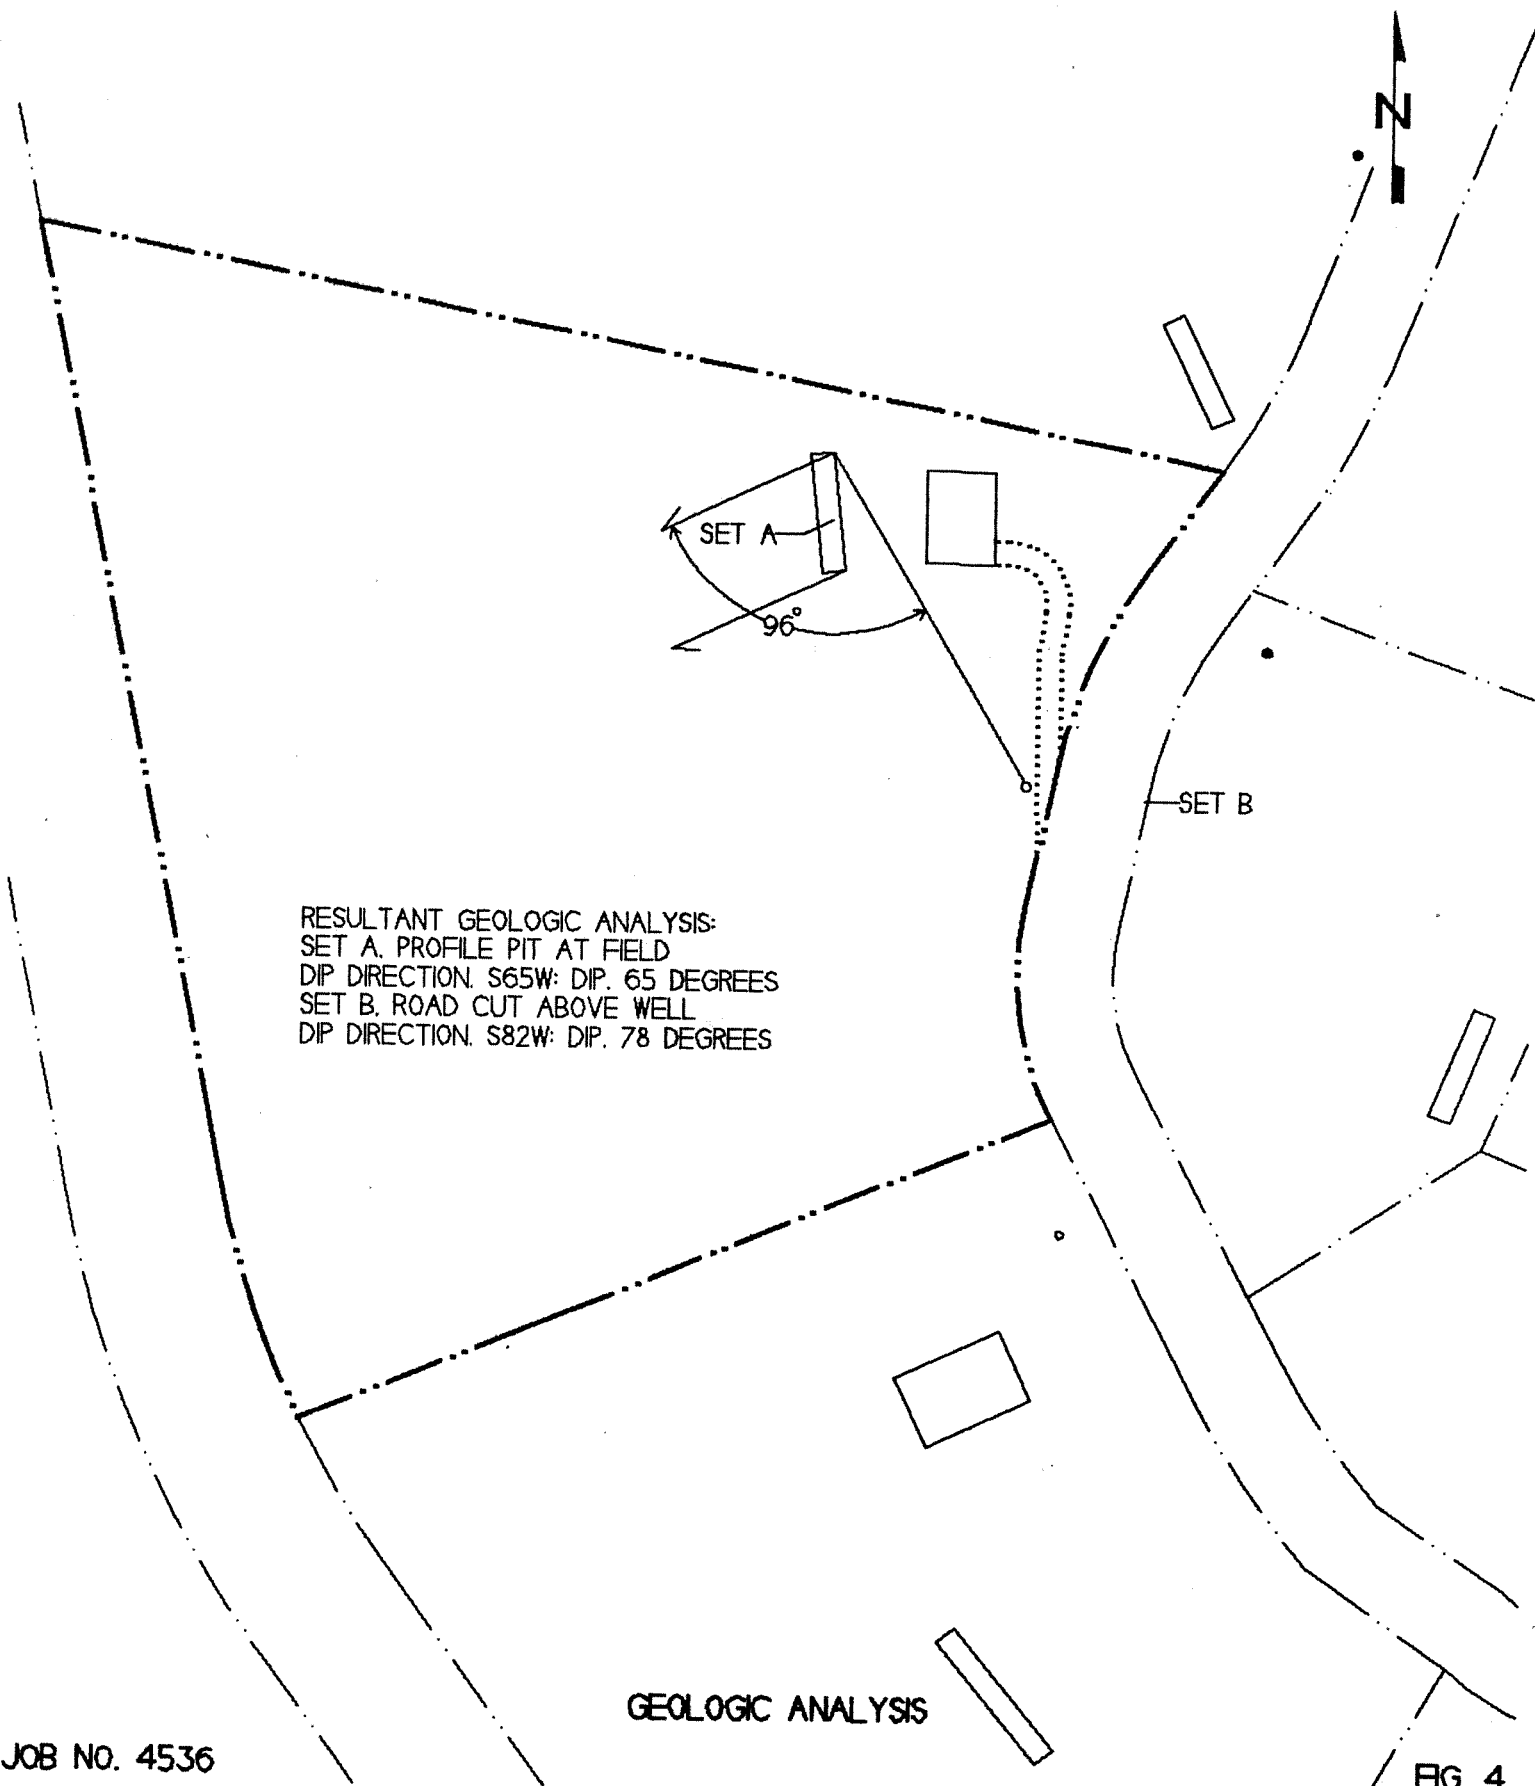 N
SET A
96°
SET B
RESULTANT GEOLOGIC ANALYSIS:
SET A. PROFILE PIT AT FIELD
DIP DIRECTION. S65W: DIP. 65 DEGREES
SET B. ROAD CUT ABOVE WELL
DIP DIRECTION. S82W: DIP. 78 DEGREES
GEOLOGIC ANALYSIS
JOB NO. 4536
FIG 4